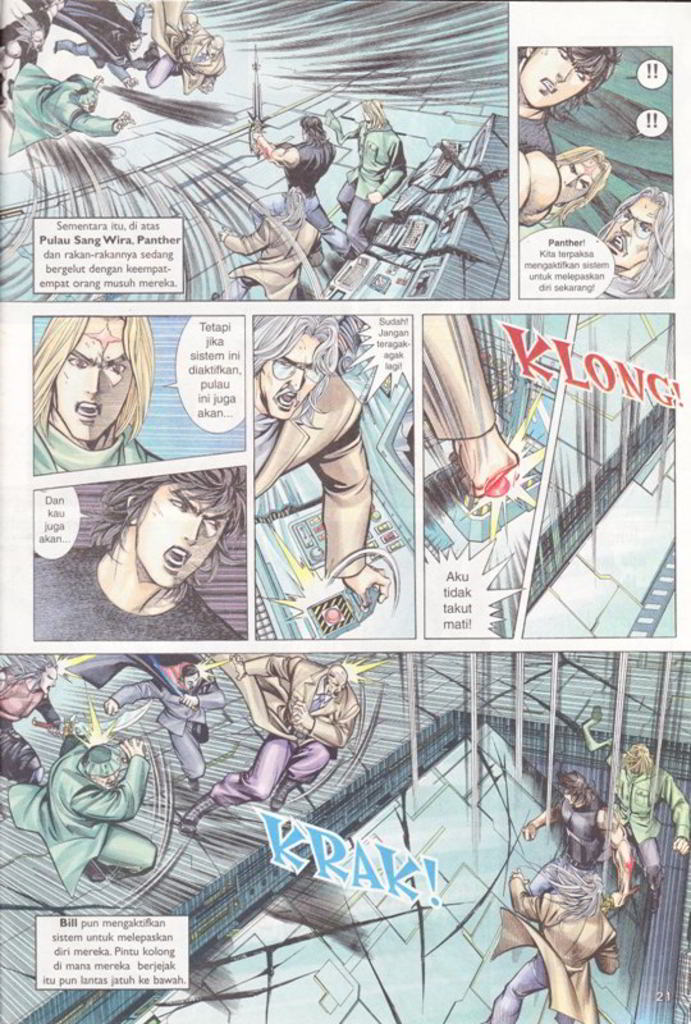 Sementara itu, di atas
Pulau Sang Wira, Panther
dan rakan-rakannya sedang
bergelut dengan keempat-
empat orang musuh mereka.
!!
!!
Panther!
Kita terpaksa
mengaktifkan sistem
untuk melepaskan
diri sekarang!
Tetapi
jika
sistem ini
diaktifkan,
pulau
ini juga
akan...
Dan
kau
juga
akan...
Sudah!
Jangan
teragak-
agak
lagi!
KLONG!
Aku
tidak
takut
mati!
KRAK!
Bill pun mengaktifkan
sistem untuk melepaskan
diri mereka. Pintu kolong
di mana mereka berjejak
itu pun lantas jatuh ke bawah.
21